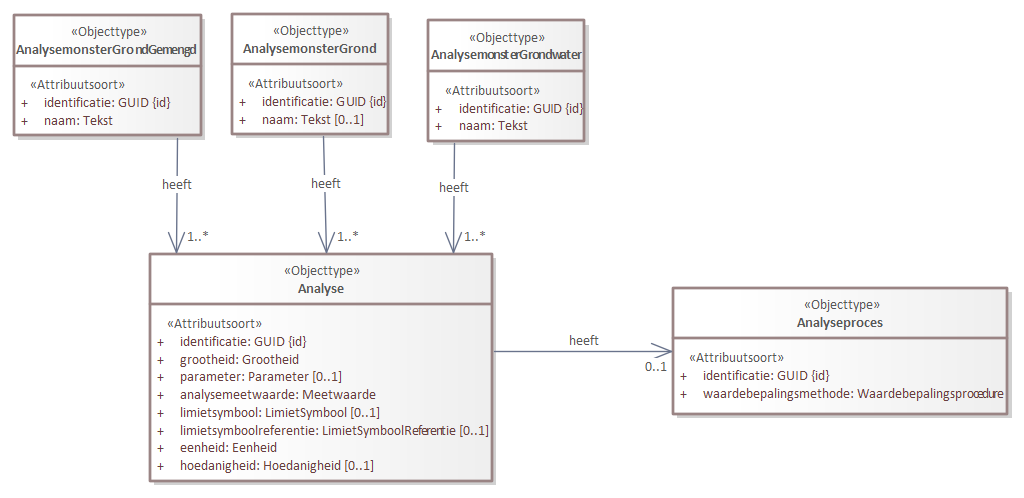 «Objecttype»
AnalysemonsterGrondGemengd
«Attribuutsoort»
+ identificatie: GUID {id}
+ naam: Tekst
«Objecttype»
AnalysemonsterGrond
«Attribuutsoort»
+ identificatie: GUID {id}
+ naam: Tekst [0..1]
«Objecttype»
AnalysemonsterGrondwater
«Attribuutsoort»
+ identificatie: GUID {id}
+ naam: Tekst
heeft
heeft
heeft
1..*
1..*
1..*
«Objecttype»
Analyse
«Attribuutsoort»
+ identificatie: GUID {id}
+ grootheid: Grootheid
+ parameter: Parameter [0..1]
+ analysemeetwaarde: Meetwaarde
+ limietsymbool: LimietSymbool [0..1]
+ limietsymboolreferentie: LimietSymboolReferentie [0..1]
+ eenheid: Eenheid
+ hoedanigheid: Hoedanigheid [0..1]
heeft
0..1
«Objecttype»
Analyseproces
«Attribuutsoort»
+ identificatie: GUID {id}
+ waardebepalingsmethode: Waardebepalingsprocedure